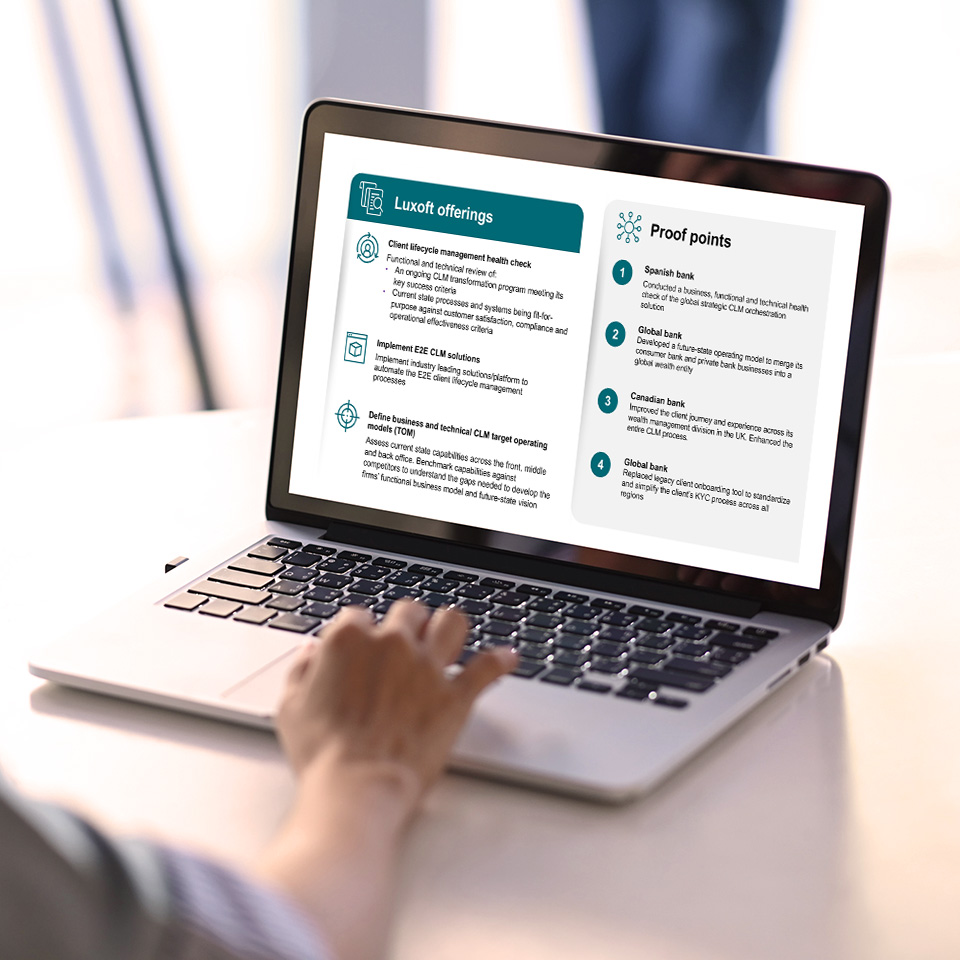 Luxoft offerings
Client lifecycle management health check
Functional and technical review of:
• An ongoing CLM transformation program meeting its
key success criteria
• Current state processes and systems being fit-for-
purpose against customer satisfaction, compliance and
operational effectiveness criteria
Implement E2E CLM solutions
Implement industry leading solutions/platform to
automate the E2E client lifecycle management
processes
Define business and technical CLM target operating
models (TOM)
Assess current state capabilities across the front, middle
and back office. Benchmark capabilities against
competitors to understand the gaps needed to develop the
firms' functional business model and future-state vision
Proof points
1
Spanish bank
Conducted a business, functional and technical health
check of the global strategic CLM orchestration
solution
2
Global bank
Developed a future-state operating model to merge its
consumer bank and private bank businesses into a
global wealth entity
3
Canadian bank
Improved the client journey and experience across its
wealth management division in the UK. Enhanced the
entire CLM process.
4
Global bank
Replaced legacy client onboarding tool to standardize
and simplify the client's KYC process across all
regions